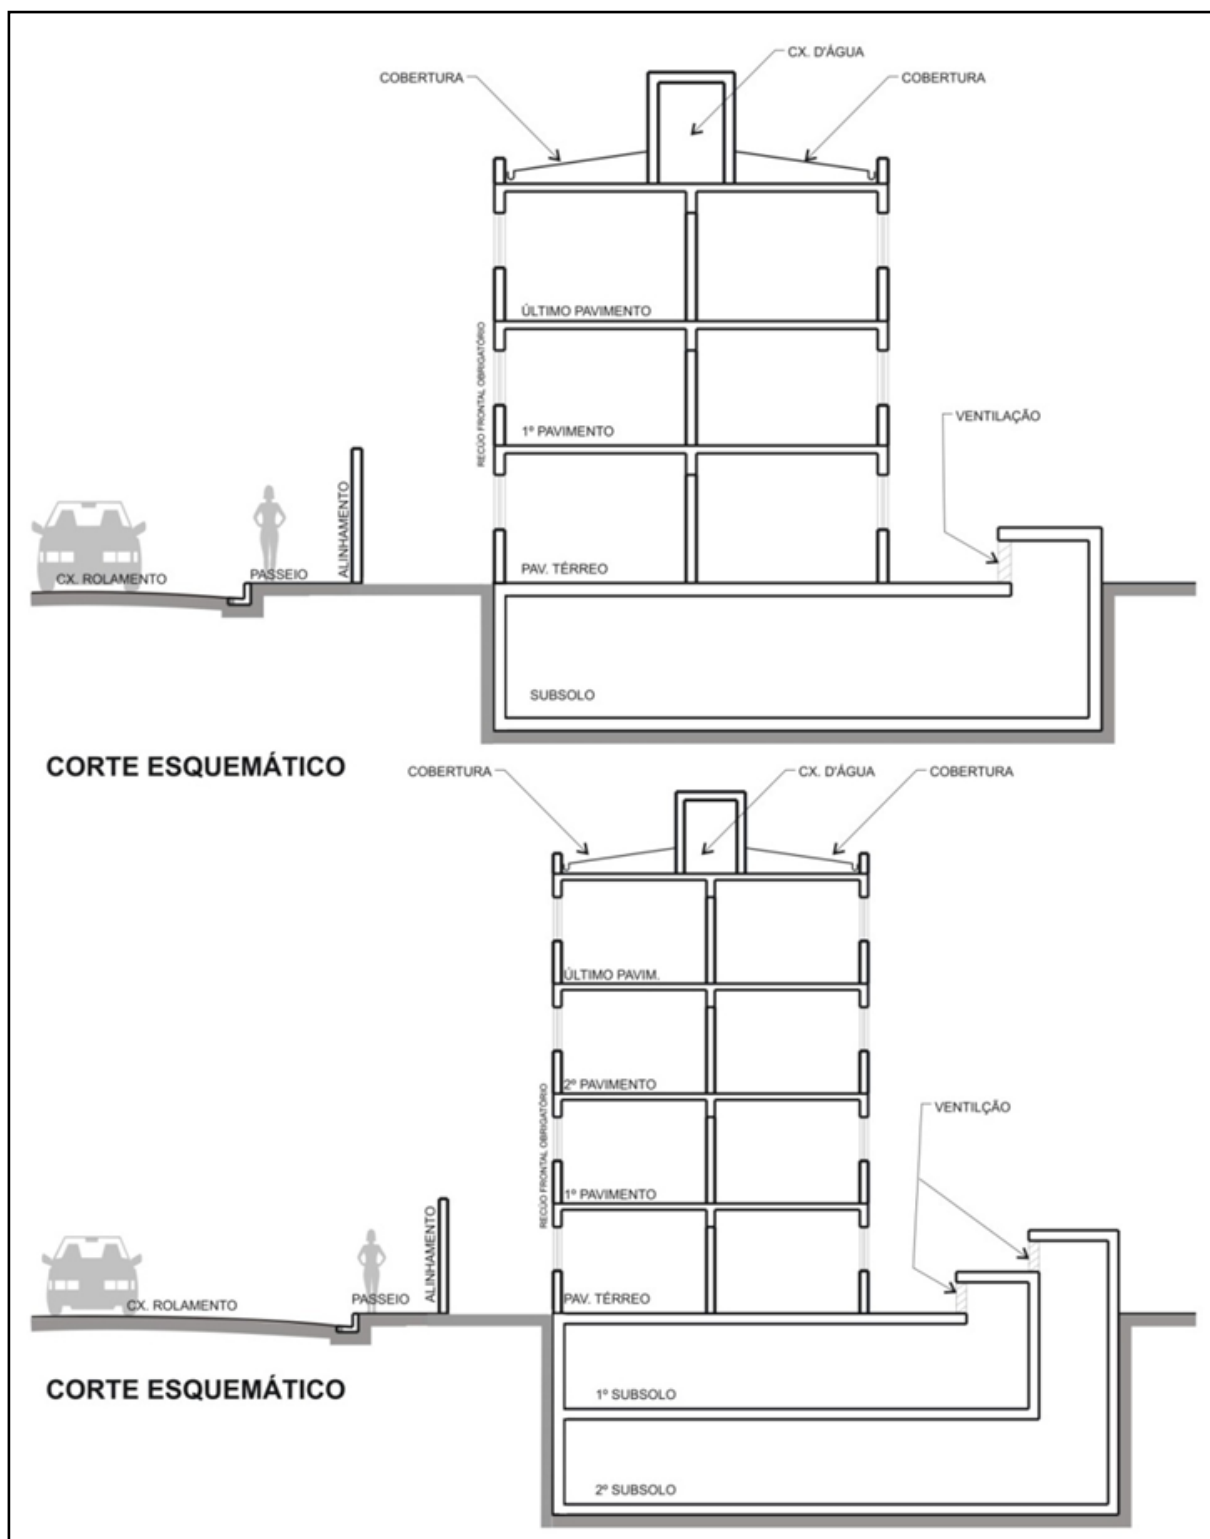 CX. D'ÁGUA
COBERTURA
COBERTURA
ÚLTIMO PAVIMENTO
RECÚO FRONTAL OBRIGATÓRIO
1º PAVIMENTO
VENTILAÇÃO
ALINHAMENTO
PAV. TÉRREO
PASSEIO
CX. ROLAMENTO
SUBSOLO
CORTE ESQUEMÁTICO
COBERTURA
CX. D'ÁGUA
COBERTURA
ÚLTIMO PAVIM.
2º PAVIMENTO
RECÚO FRONTAL OBRIGATÓRIO
VENTILÇÃO
1º PAVIMENTO
ALINHAMENTO
PAV. TÉRREO
PASSEIO
CX. ROLAMENTO
CORTE ESQUEMÁTICO
1º SUBSOLO
2º SUBSOLO